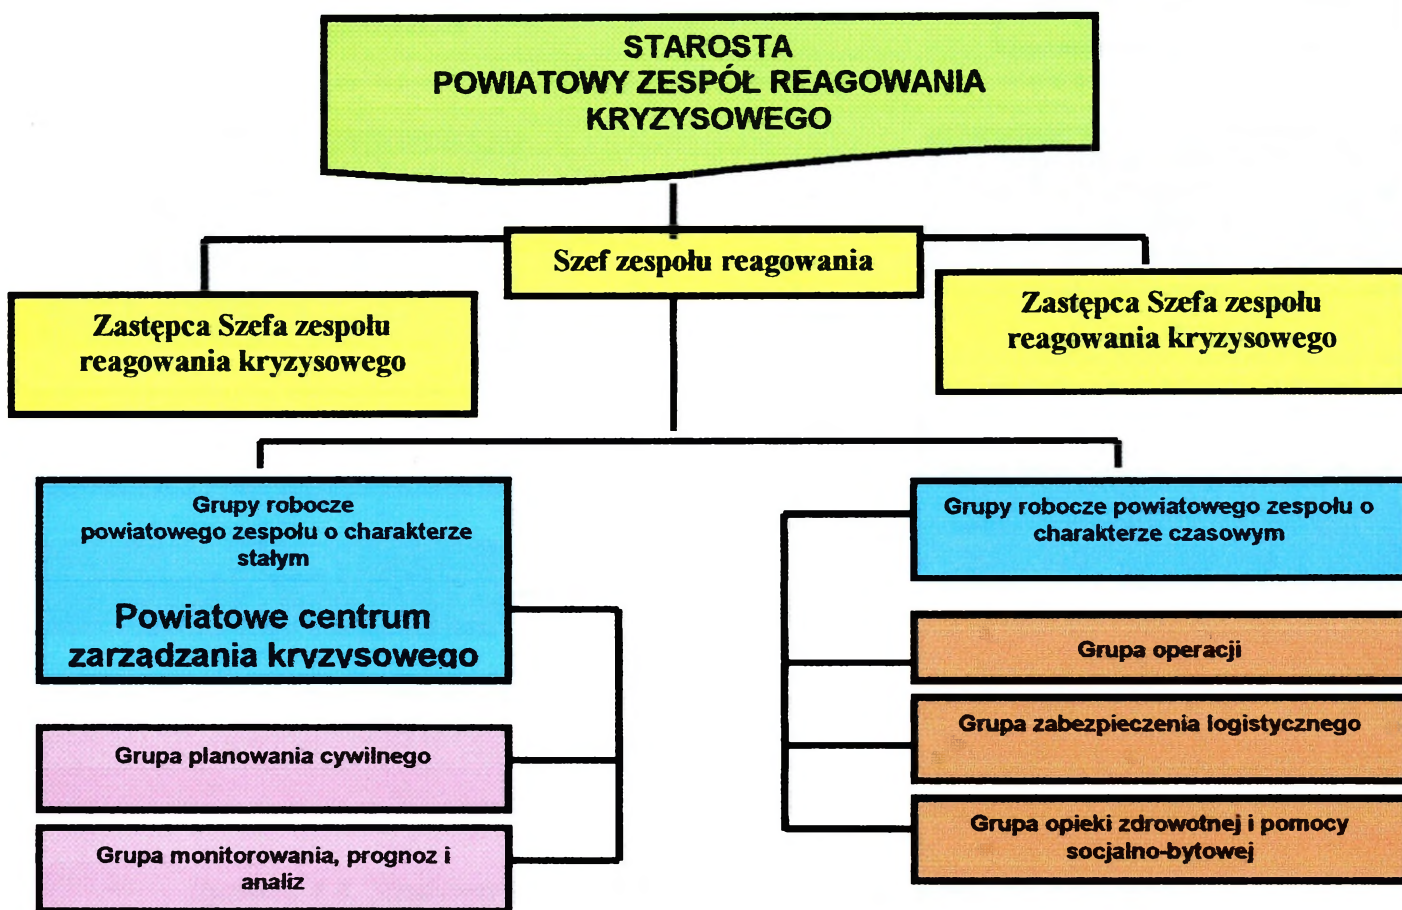 STAROSTA
POWIATOWY ZESPÓŁ REAGOWANIA
KRYZYSOWEGO
Szef zespołu reagowania
Zastępca Szefa zespołu
reagowania kryzysowego
Zastępca Szefa zespołu
reagowania kryzysowego
Grupy robocze
powiatowego zespołu o charakterze
stałym
Powiatowe centrum
zarządzania kryzysowego
Grupa planowania cywilnego
Grupa monitorowania, prognoz i
analiz
Grupy robocze powiatowego zespołu o
charakterze czasowym
Grupa operacji
Grupa zabezpieczenia logistycznego
Grupa opieki zdrowotnej i pomocy
socjalno-bytowej